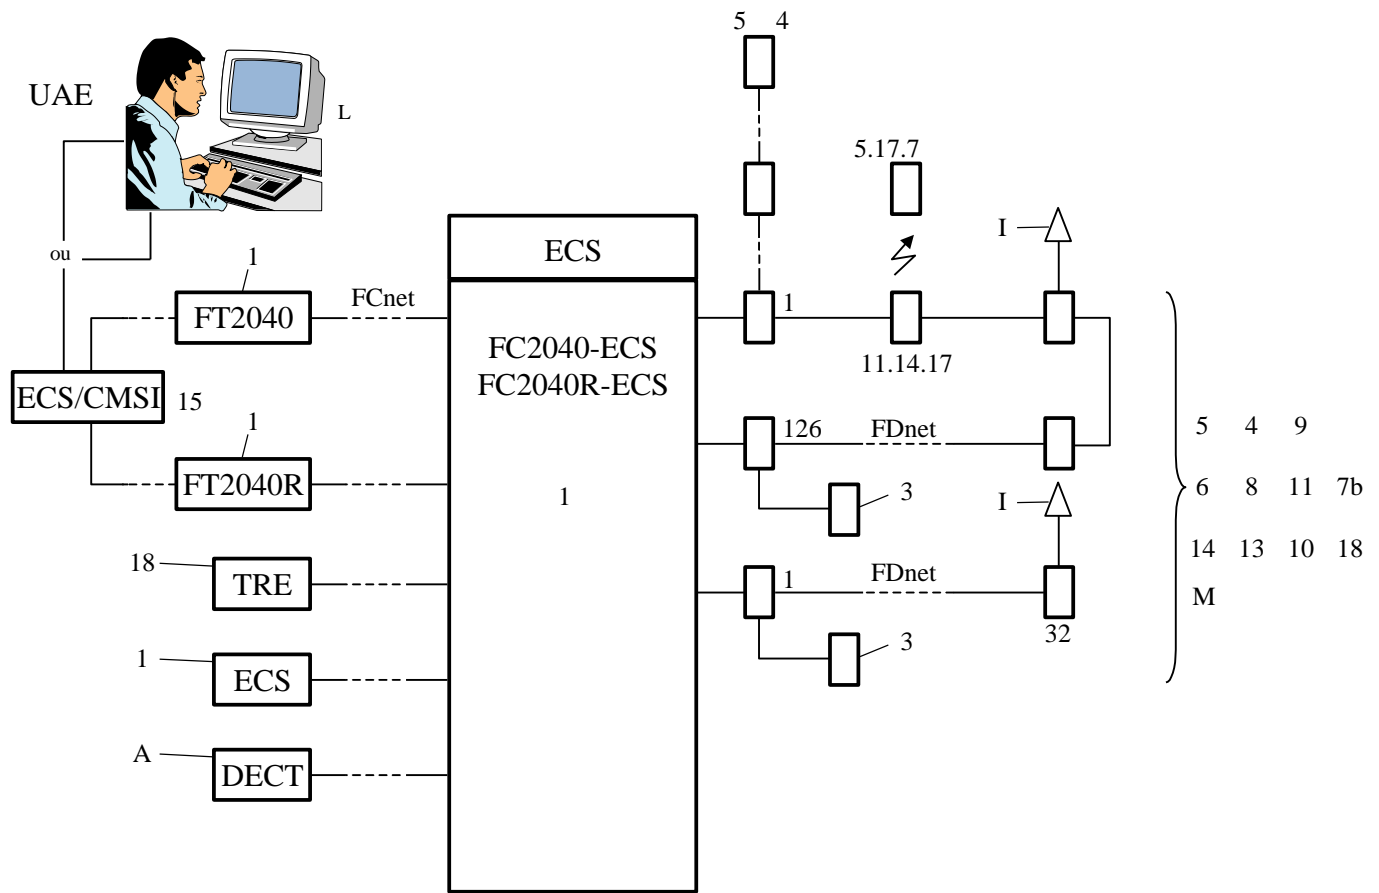 5 4
UAE
L
5.17.7
ou
1
ECS
I
FT2040
FCnet
1
FC2040-ECS
FC2040R-ECS
11.14.17
ECS/CMSI
15
1
126
FDnet
5 4 9
FT2040R
1
3
I
6 8 11 7b
18
TRE
1
FDnet
14 13 10 18
M
32
1
ECS
3
A
DECT